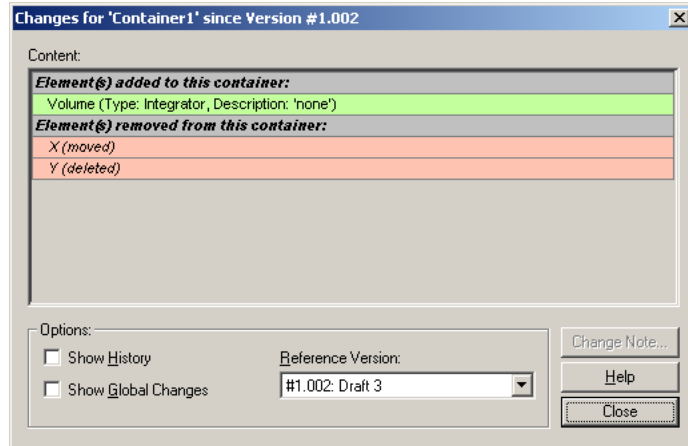 Changes for 'Container1' since Version #1.002
Content:
Element(s) added to this container:
Volume (Type: Integrator, Description: 'none')
Element(s) removed from this container:
X (moved)
Y (deleted)
Options:
Show History
Show Global Changes
Reference Version:
#1.002: Draft 3
Change Note...
Help
Close